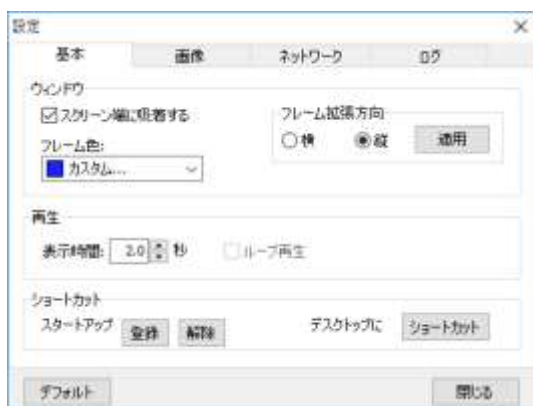 設定
基本 画像 ネットワーク ログ
ウィンドウ
スクリーン端に吸着する
フレーム色:
カスタム...
フレーム拡張方向
横 縦 適用
再生
表示時間: 2.0 秒 ループ再生
ショートカット
スタートアップ 登録 解除 デスクトップに ショートカット
デフォルト 閉じる